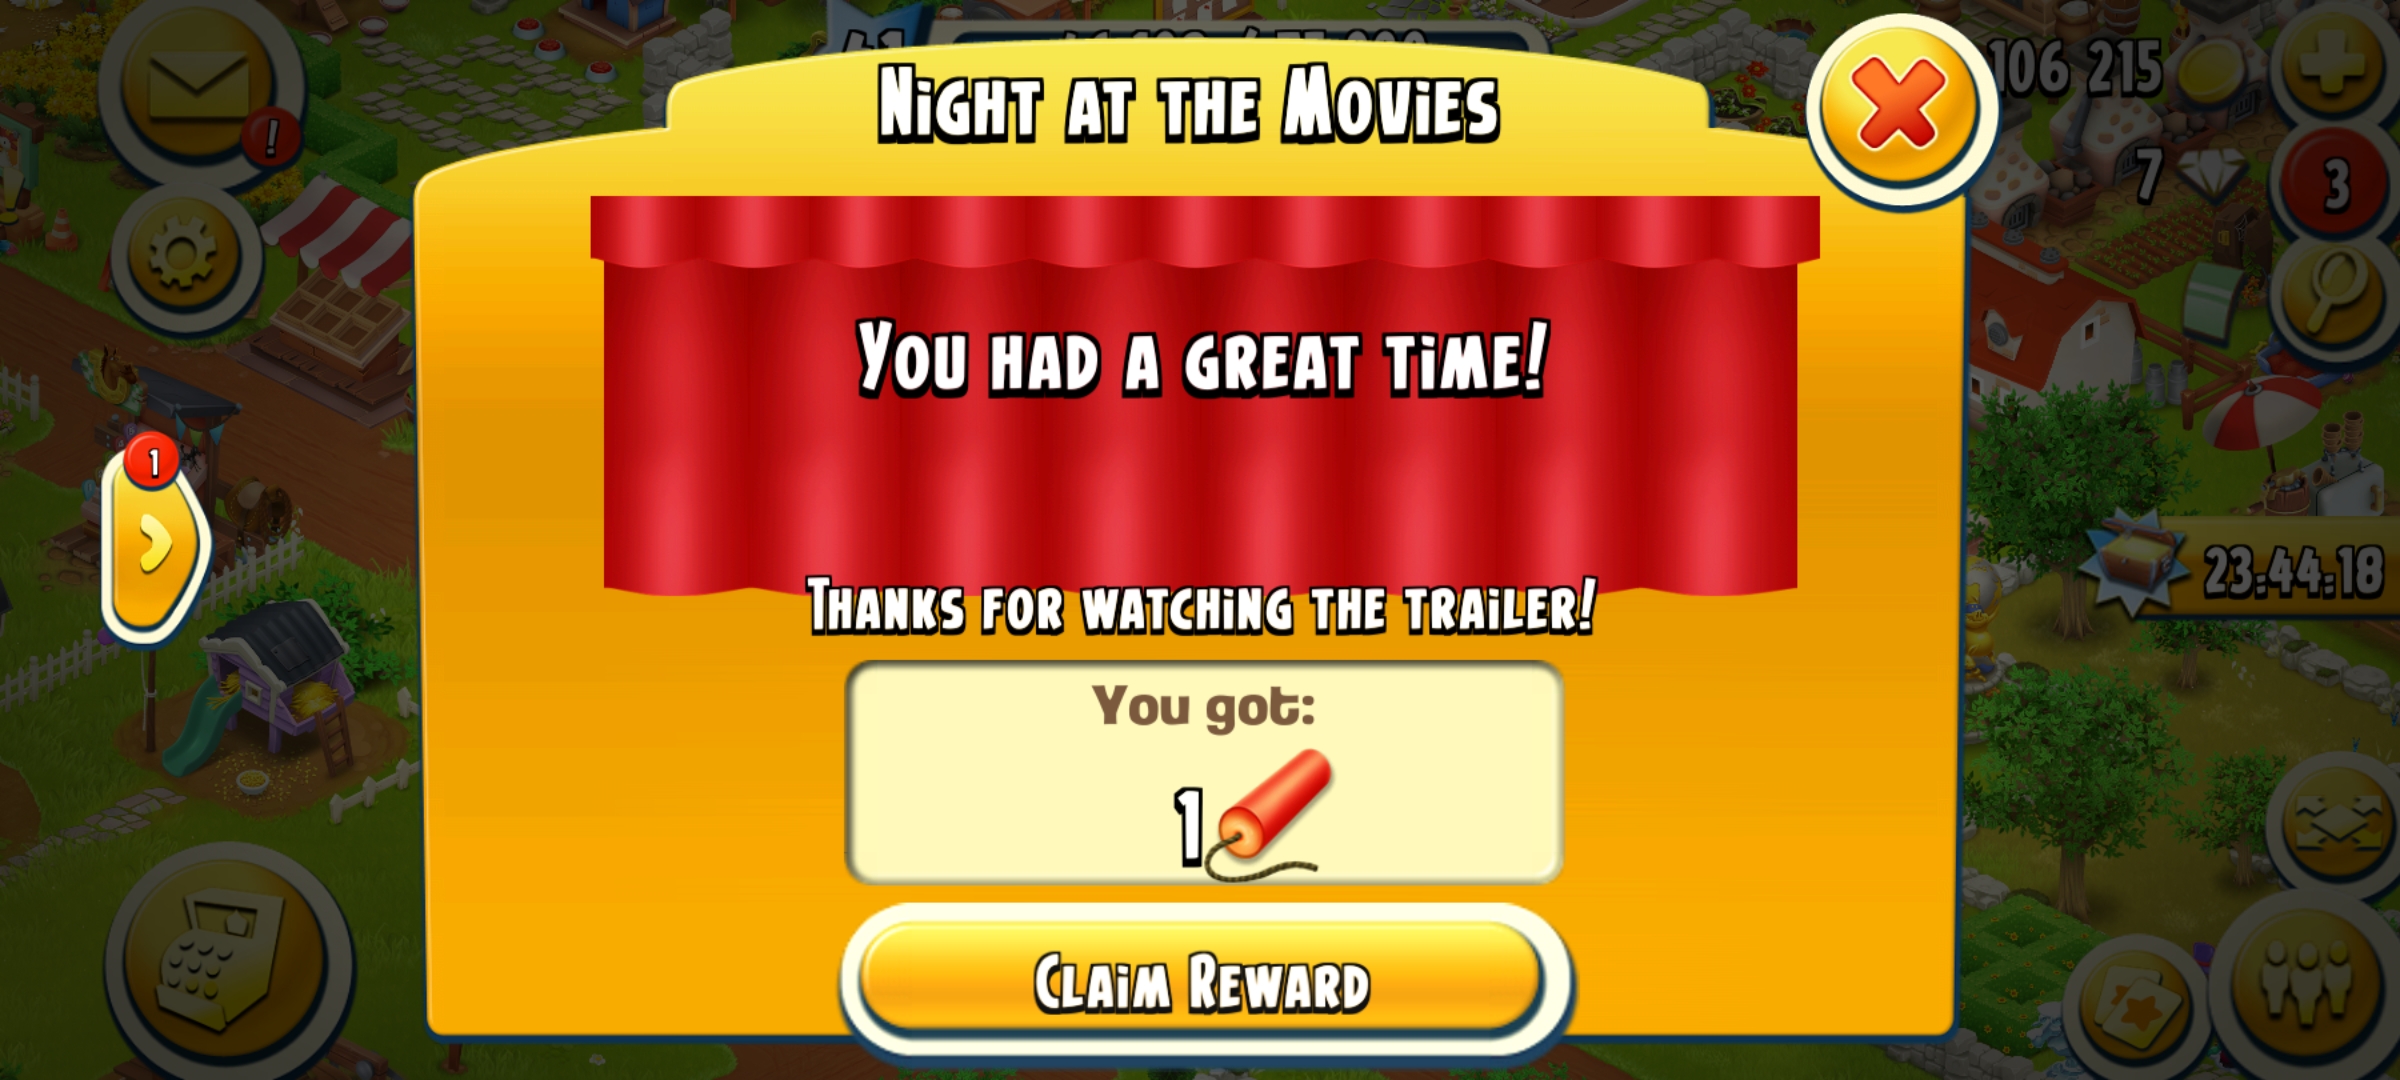 Night at the Movies
106 215
!
7
3
You had a great time!
1
23:44:18
Thanks for watching the trailer!
You got:
1
Claim Reward